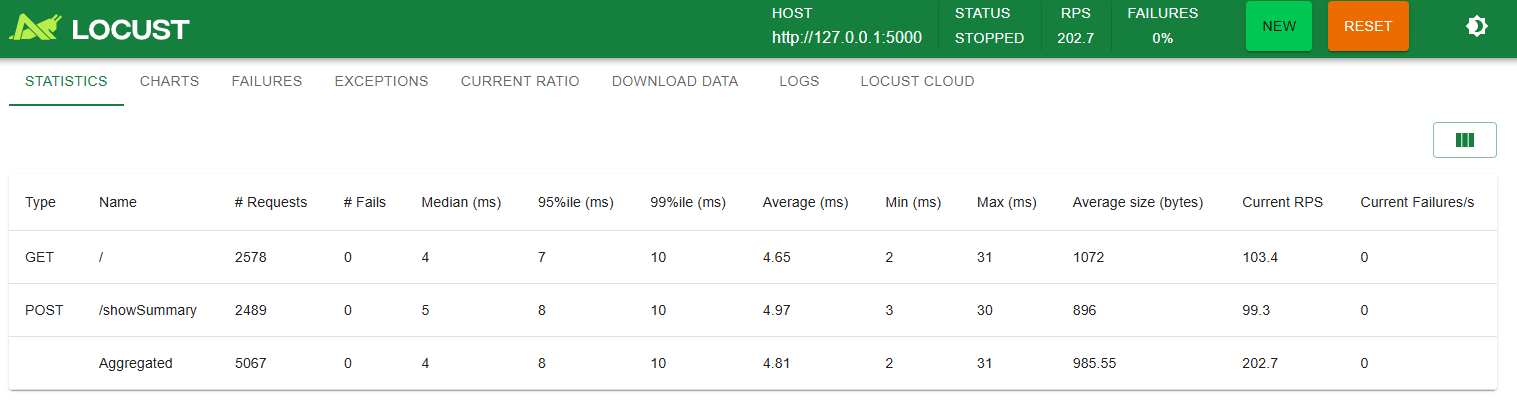 LOCUST
HOST
http://127.0.0.1:5000
STATUS
STOPPED
RPS
202.7
FAILURES
0%
NEW
RESET
STATISTICS CHARTS FAILURES EXCEPTIONS CURRENT RATIO DOWNLOAD DATA LOGS LOCUST CLOUD
Type Name # Requests # Fails Median (ms) 95%ile (ms) 99%ile (ms) Average (ms) Min (ms) Max (ms) Average size (bytes) Current RPS Current Failures/s
GET / 2578 0 4 7 10 4.65 2 31 1072 103.4 0
POST /showSummary 2489 0 5 8 10 4.97 3 30 896 99.3 0
Aggregated 5067 0 4 8 10 4.81 2 31 985.55 202.7 0